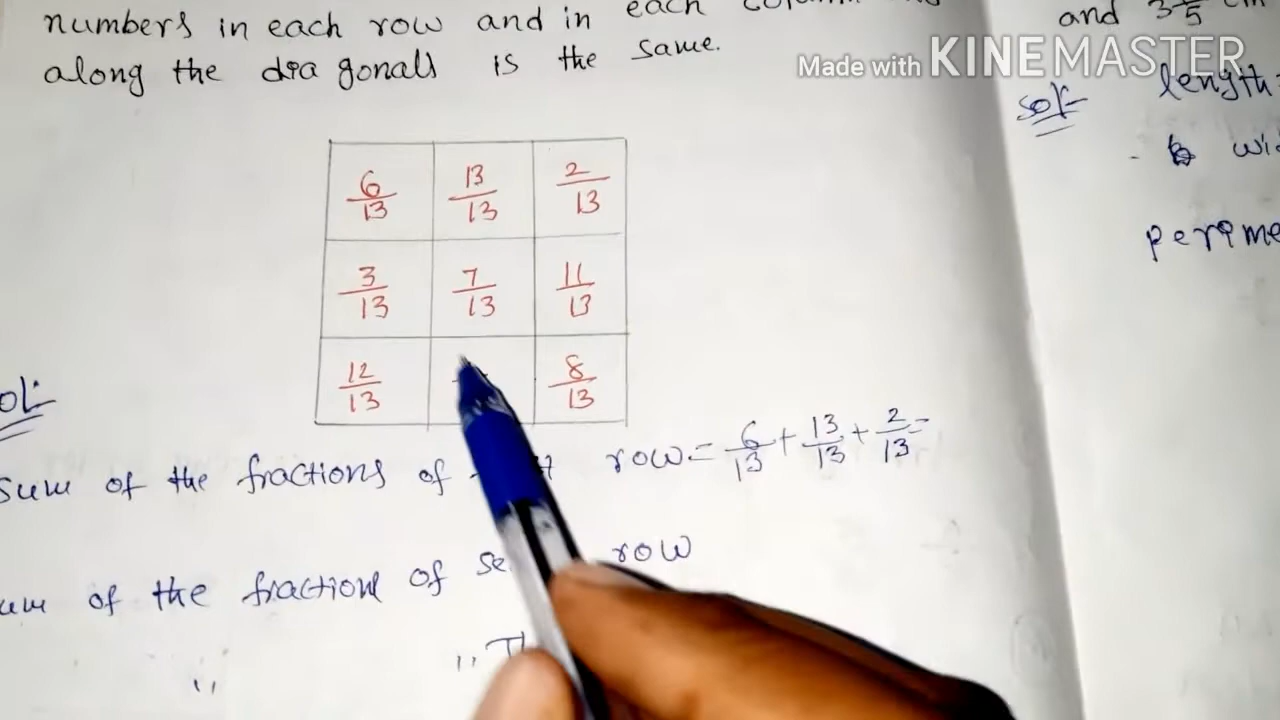 numbers in each row and in each
along the diagonals is the same.
6/13 13/13 2/13
3/13 7/13 11/13
12/13 8/13
Sol:
Sum of the fractions of row = 6/13 + 13/13 + 2/13 =
of the fraction of row
,, 
,,
and 3 /5 cm
Made with KINEMASTER
Sol:-
length